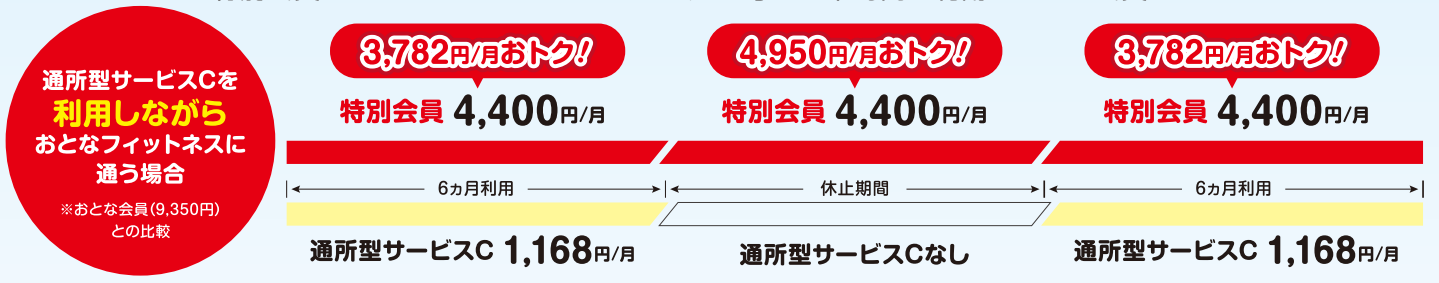 通所型サービスCを
利用しながら
おとなフィットネスに
通う場合
※おとな会員(9,350円)
との比較
3,782円/月おトク!
特別会員 4,400円/月
4,950円/月おトク!
特別会員 4,400円/月
3,782円/月おトク!
特別会員 4,400円/月
6ヵ月利用
休止期間
6ヵ月利用
通所型サービスC 1,168円/月
通所型サービスCなし
通所型サービスC 1,168円/月